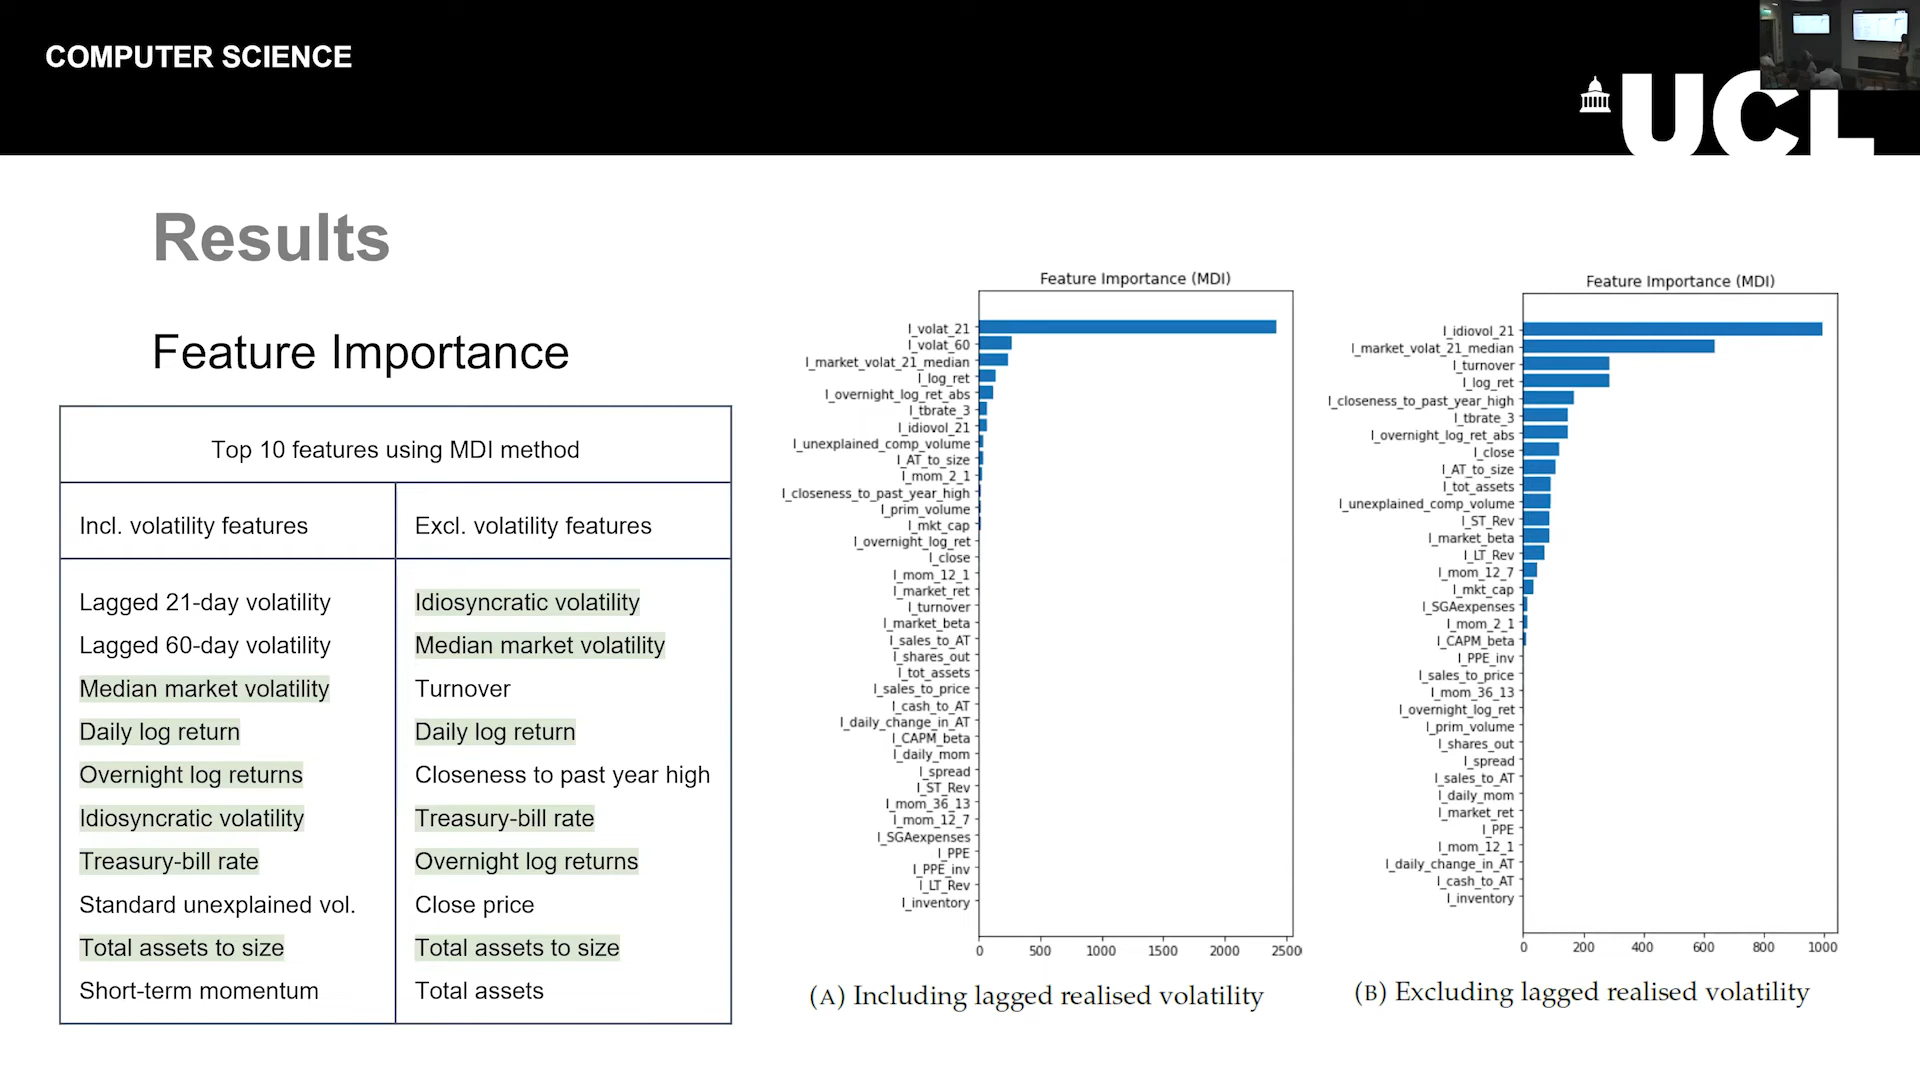 COMPUTER SCIENCE
UCL
Results
Feature Importance
Top 10 features using MDI method
Incl. volatility features
Excl. volatility features
Lagged 21-day volatility
Idiosyncratic volatility
Lagged 60-day volatility
Median market volatility
Median market volatility
Turnover
Daily log return
Daily log return
Overnight log returns
Closeness to past year high
Idiosyncratic volatility
Treasury-bill rate
Treasury-bill rate
Overnight log returns
Standard unexplained vol.
Close price
Total assets to size
Total assets to size
Short-term momentum
Total assets
Feature Importance (MDI)
l_volat_21
l_volat_60
l_market_volat_21_median
l_log_ret
l_overnight_log_ret_abs
l_tbrate_3
l_idiovol_21
l_unexplained_comp_volume
l_AT_to_size
l_mom_2_1
l_closeness_to_past_year_high
l_prim_volume
l_mkt_cap
l_overnight_log_ret
l_close
l_mom_12_1
l_market_ret
l_turnover
l_market_beta
l_sales_to_AT
l_shares_out
l_tot_assets
l_sales_to_price
l_cash_to_AT
l_daily_change_in_AT
l_CAPM_beta
l_daily_mom
l_spread
l_ST_Rev
l_mom_36_13
l_mom_12_7
l_SGAexpenses
l_PPE
l_PPE_inv
l_LT_Rev
l_inventory
0 500 1000 1500 2000 2500
(A) Including lagged realised volatility
Feature Importance (MDI)
l_idiovol_21
l_market_volat_21_median
l_turnover
l_log_ret
l_closeness_to_past_year_high
l_tbrate_3
l_overnight_log_ret_abs
l_close
l_AT_to_size
l_tot_assets
l_unexplained_comp_volume
l_ST_Rev
l_market_beta
l_LT_Rev
l_mom_12_7
l_mkt_cap
l_SGAexpenses
l_mom_2_1
l_CAPM_beta
l_PPE_inv
l_sales_to_price
l_mom_36_13
l_overnight_log_ret
l_prim_volume
l_shares_out
l_spread
l_sales_to_AT
l_daily_mom
l_market_ret
l_PPE
l_mom_12_1
l_daily_change_in_AT
l_cash_to_AT
l_inventory
0 200 400 600 800 1000
(B) Excluding lagged realised volatility